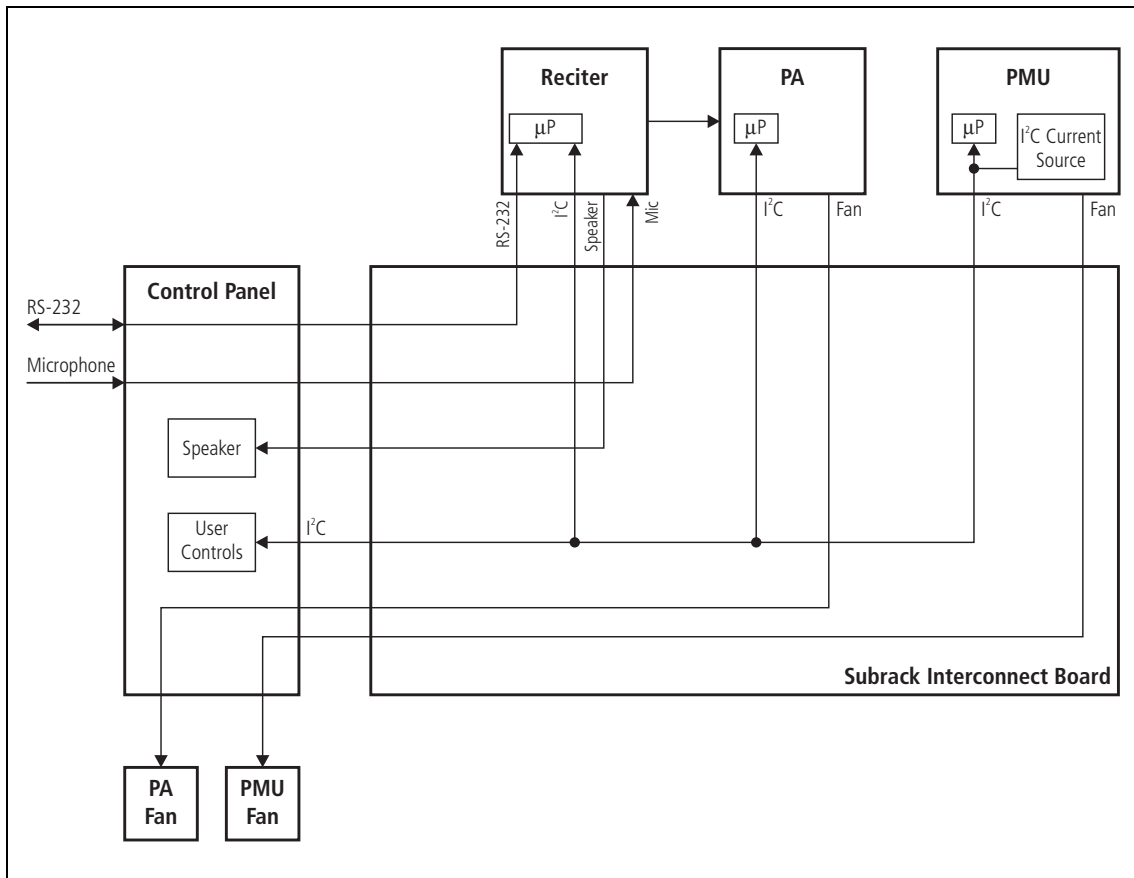 Reciter
PA
PMU
μP
μP
μP
I²C Current
Source
RS-232
I²C
Speaker
Mic
I²C
Fan
I²C
Fan
Control Panel
RS-232
Microphone
Speaker
User
Controls
I²C
Subrack Interconnect Board
PA
Fan
PMU
Fan